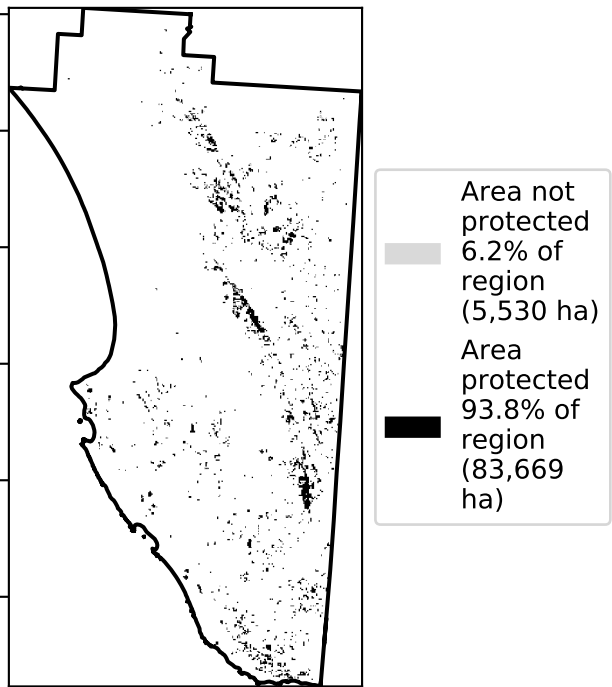 Area not
protected
6.2% of
region
(5,530 ha)
Area
protected
93.8% of
region
(83,669
ha)